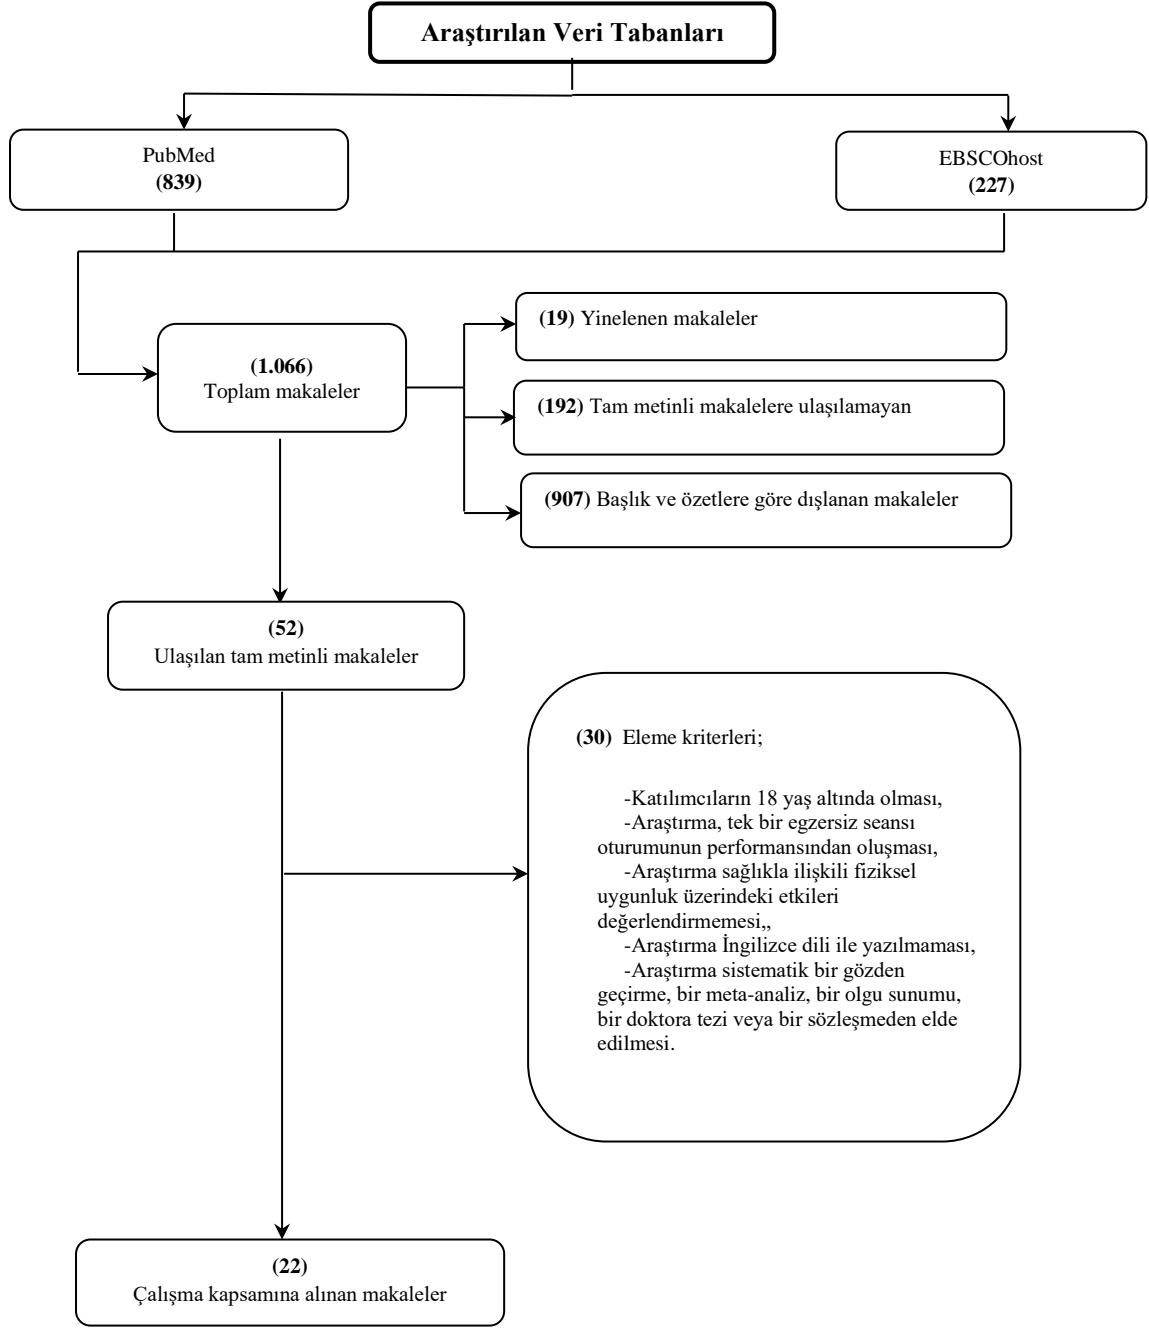 Araştırılan Veri Tabanları
PubMed
(839)
EBSCOhost
(227)
(19) Yinelenen makaleler
(1.066)
Toplam makaleler
(192) Tam metinli makalelere ulaşılamayan
(907) Başlık ve özetlere göre dışlanan makaleler
(52)
Ulaşılan tam metinli makaleler
(30) Eleme kriterleri;
-Katılımcıların 18 yaş altında olması,
-Araştırma, tek bir egzersiz seansı
oturumunun performansından oluşması,
-Araştırma sağlıkla ilişkili fiziksel
uygunluk üzerindeki etkileri
değerlendirmemesi,,
-Araştırma İngilizce dili ile yazılmaması,
-Araştırma sistematik bir gözden
geçirme, bir meta-analiz, bir olgu sunumu,
bir doktora tezi veya bir sözleşmeden elde
edilmesi.
(22)
Çalışma kapsamına alınan makaleler